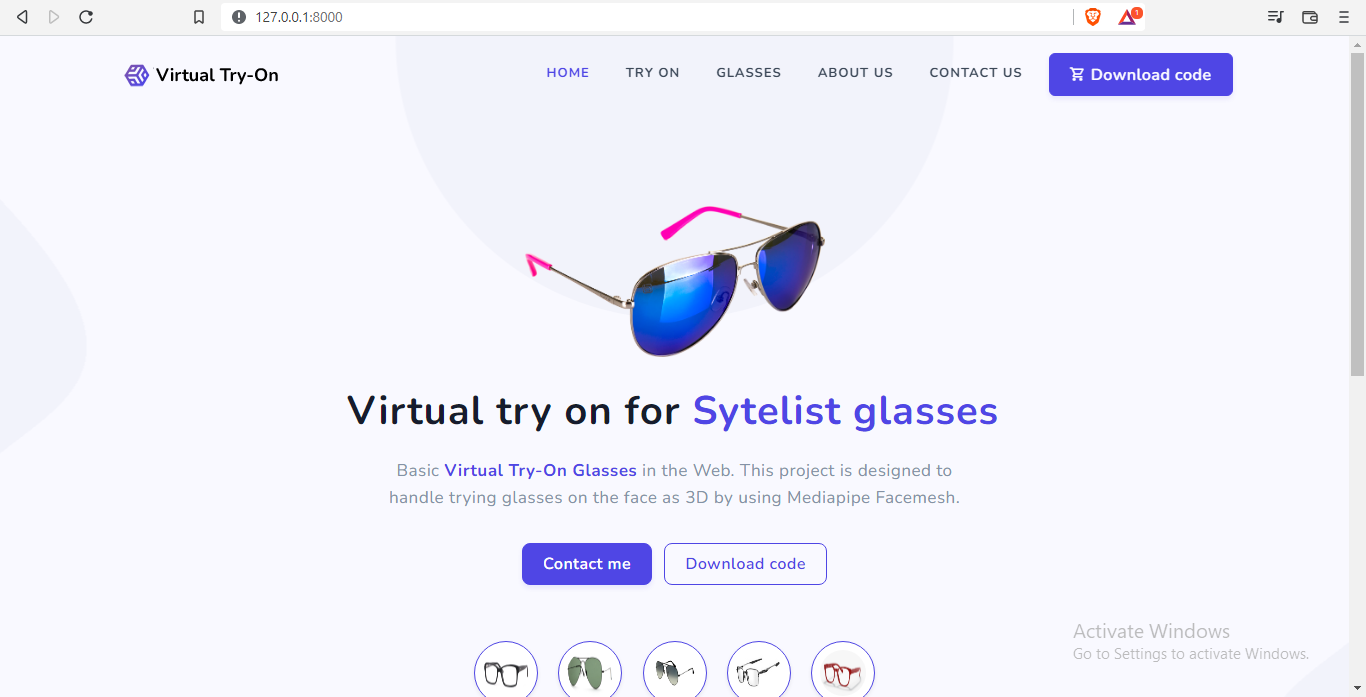 127.0.0.1:8000
1
Virtual Try-On
HOME
TRY ON
GLASSES
ABOUT US
CONTACT US
Download code
Virtual try on for Sytelist glasses
Basic Virtual Try-On Glasses in the Web. This project is designed to
handle trying glasses on the face as 3D by using Mediapipe Facemesh.
Contact me
Download code
Activate Windows
Go to Settings to activate Windows.